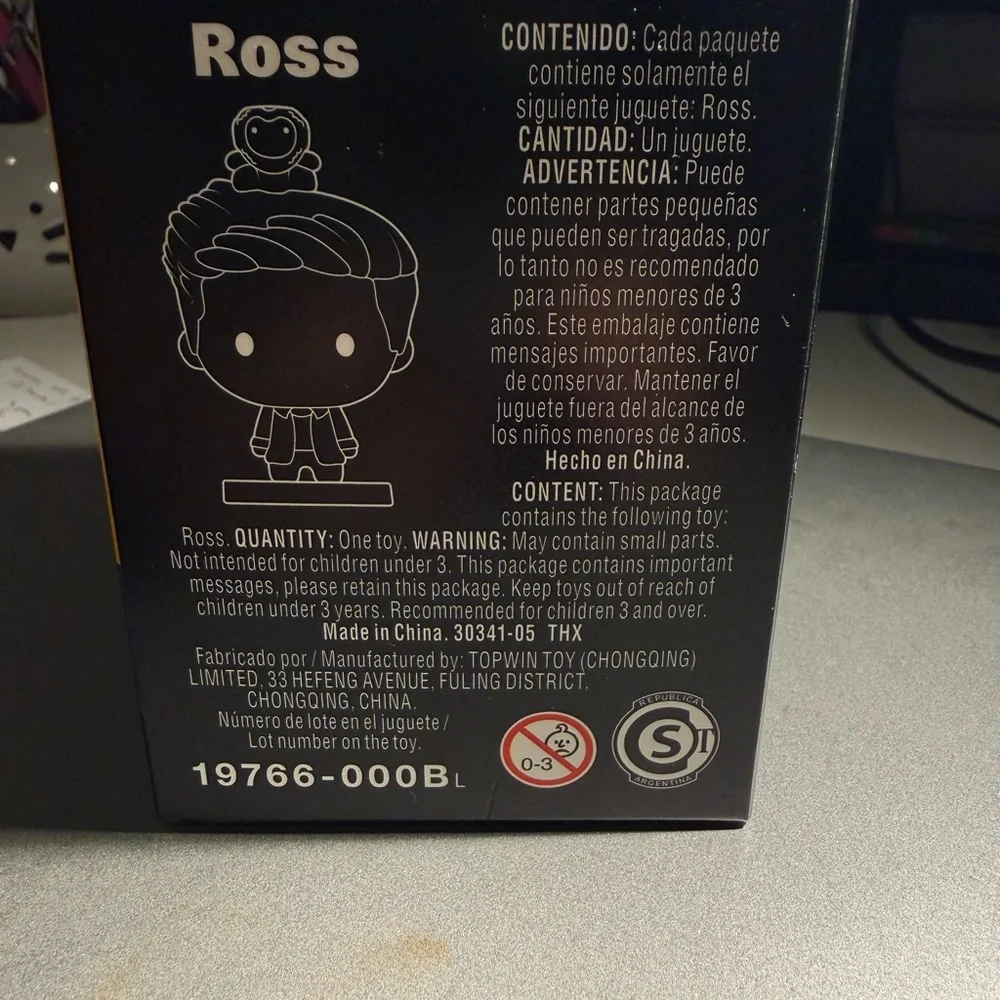 Ross
CONTENIDO: Cada paquete
contiene solamente el
siguiente juguete: Ross.
CANTIDAD: Un juguete.
ADVERTENCIA: Puede
contener partes pequeñas
que pueden ser tragadas, por
lo tanto no es recomendado
para niños menores de 3
años. Este embalaje contiene
mensajes importantes. Favor
de conservar. Mantener el
juguete fuera del alcance de
los niños menores de 3 años.
Hecho en China.
CONTENT: This package
contains the following toy:
Ross. QUANTITY: One toy. WARNING: May contain small parts.
Not intended for children under 3. This package contains important
messages, please retain this package. Keep toys out of reach of
children under 3 years. Recommended for children 3 and over.
Made in China. 30341-05 THX
Fabricado por / Manufactured by: TOPWIN TOY (CHONGQING)
LIMITED, 33 HEFENG AVENUE, FULING DISTRICT,
CHONGQING, CHINA.
Número de lote en el juguete /
Lot number on the toy.
19766-000BL
0-3
REPUBLICA
S I
ARGENTINA